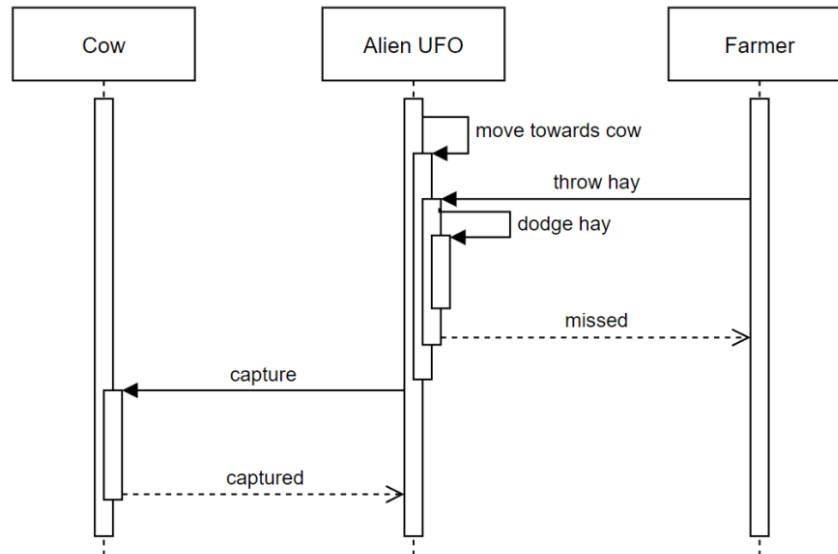 Cow
Alien UFO
Farmer
move towards cow
throw hay
dodge hay
missed
capture
captured